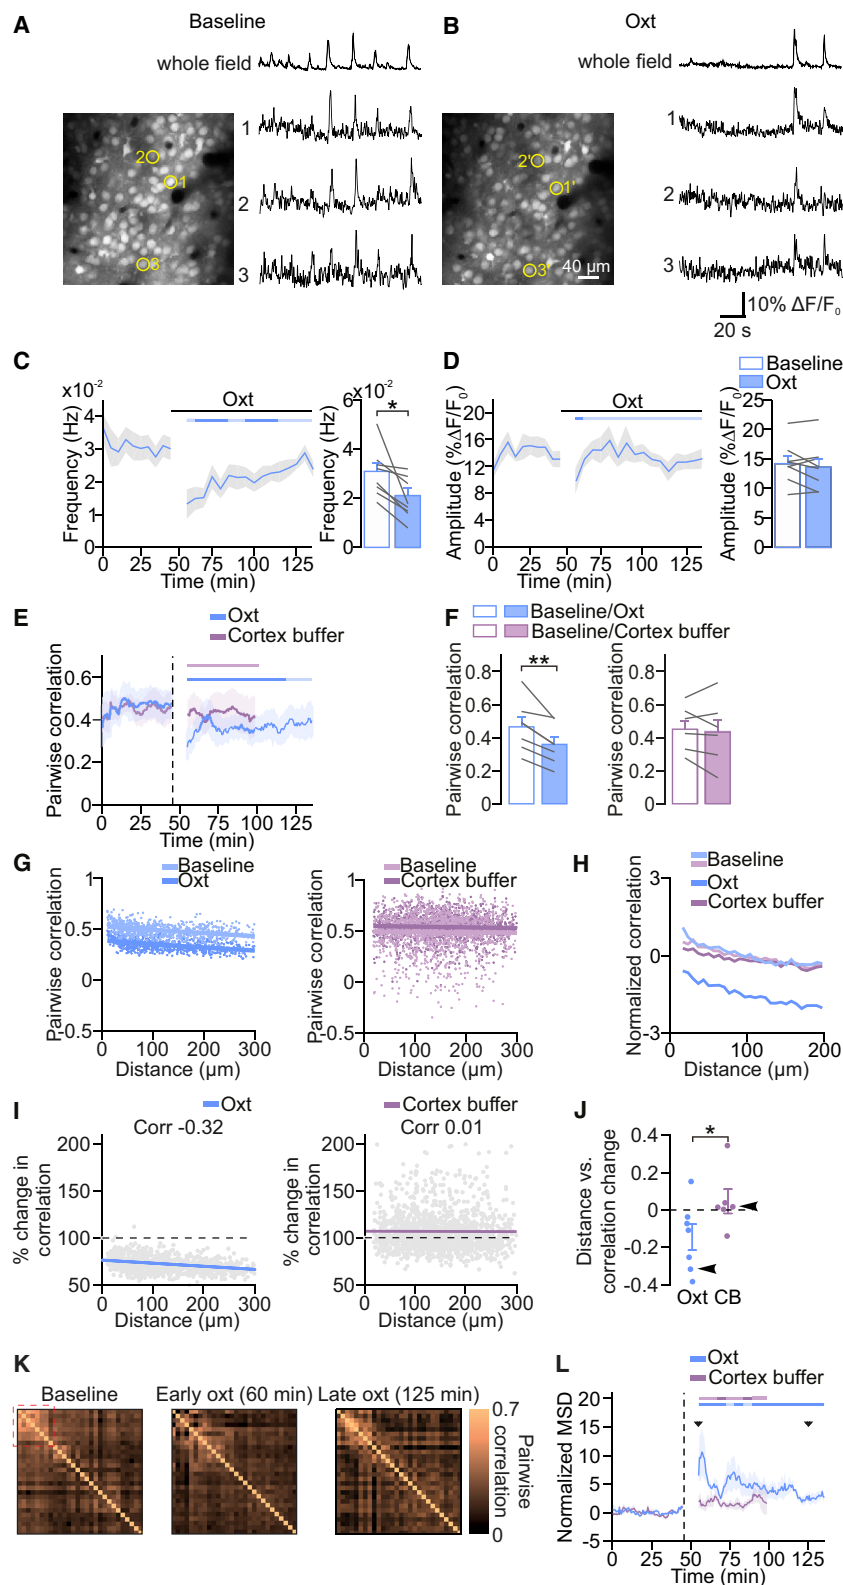 A Baseline B Oxt
whole field whole field
1 1
2 2
3 3
2 1 3
2' 1' 3'
40 µm
10% ΔF/F0
20 s
C D
Baseline
Oxt
x10-2 Oxt x10-2 Oxt
Frequency (Hz)
4
3
2
1
0
0 25 50 75 100 125
Time (min)
Frequency (Hz)
6
4
2
0
*
Amplitude (%ΔF/F0)
20
16
12
8
4
0
0 25 50 75 100 125
Time (min)
Amplitude (%ΔF/F0)
25
20
15
10
5
0
E
Oxt
Cortex buffer
Pairwise correlation
0.6
0.4
0.2
0
0 25 50 75 100 125
Time (min)
F
Baseline/Oxt
Baseline/Cortex buffer
Pairwise correlation
0.8
0.6
0.4
0.2
0
**
Pairwise correlation
0.8
0.6
0.4
0.2
0
G
Baseline
Oxt
Pairwise correlation
1
0.5
0
-0.5
0 100 200 300
Distance (µm)
Baseline
Cortex buffer
Pairwise correlation
1
0.5
0
-0.5
0 100 200 300
Distance (µm)
H
Baseline
Oxt
Cortex buffer
Normalized correlation
3
0
-3
0 100 200
Distance (µm)
I
Oxt
Corr -0.32
% change in
correlation
200
150
100
50
0 100 200 300
Distance (µm)
Cortex buffer
Corr 0.01
% change in
correlation
200
150
100
50
0 100 200 300
Distance (µm)
J
Distance vs.
correlation change
0.4
0.2
0
-0.2
-0.4
*
Oxt CB
K
Baseline Early oxt (60 min) Late oxt (125 min)
0.7
0
Pairwise
correlation
L
Oxt
Cortex buffer
Normalized MSD
20
15
10
5
0
-5
0 25 50 75 100 125
Time (min)